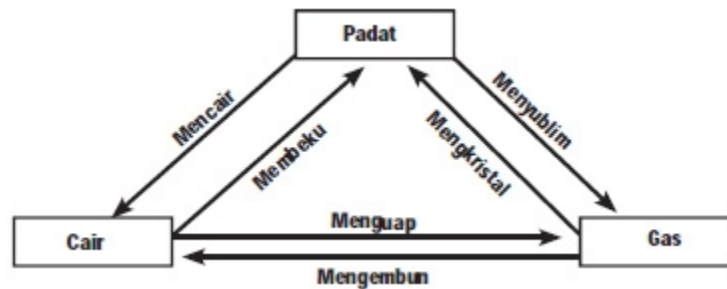 Padat
Mencair
Membeku
Mengkristal
Menyublim
Cair
Menguap
Mengembun
Gas